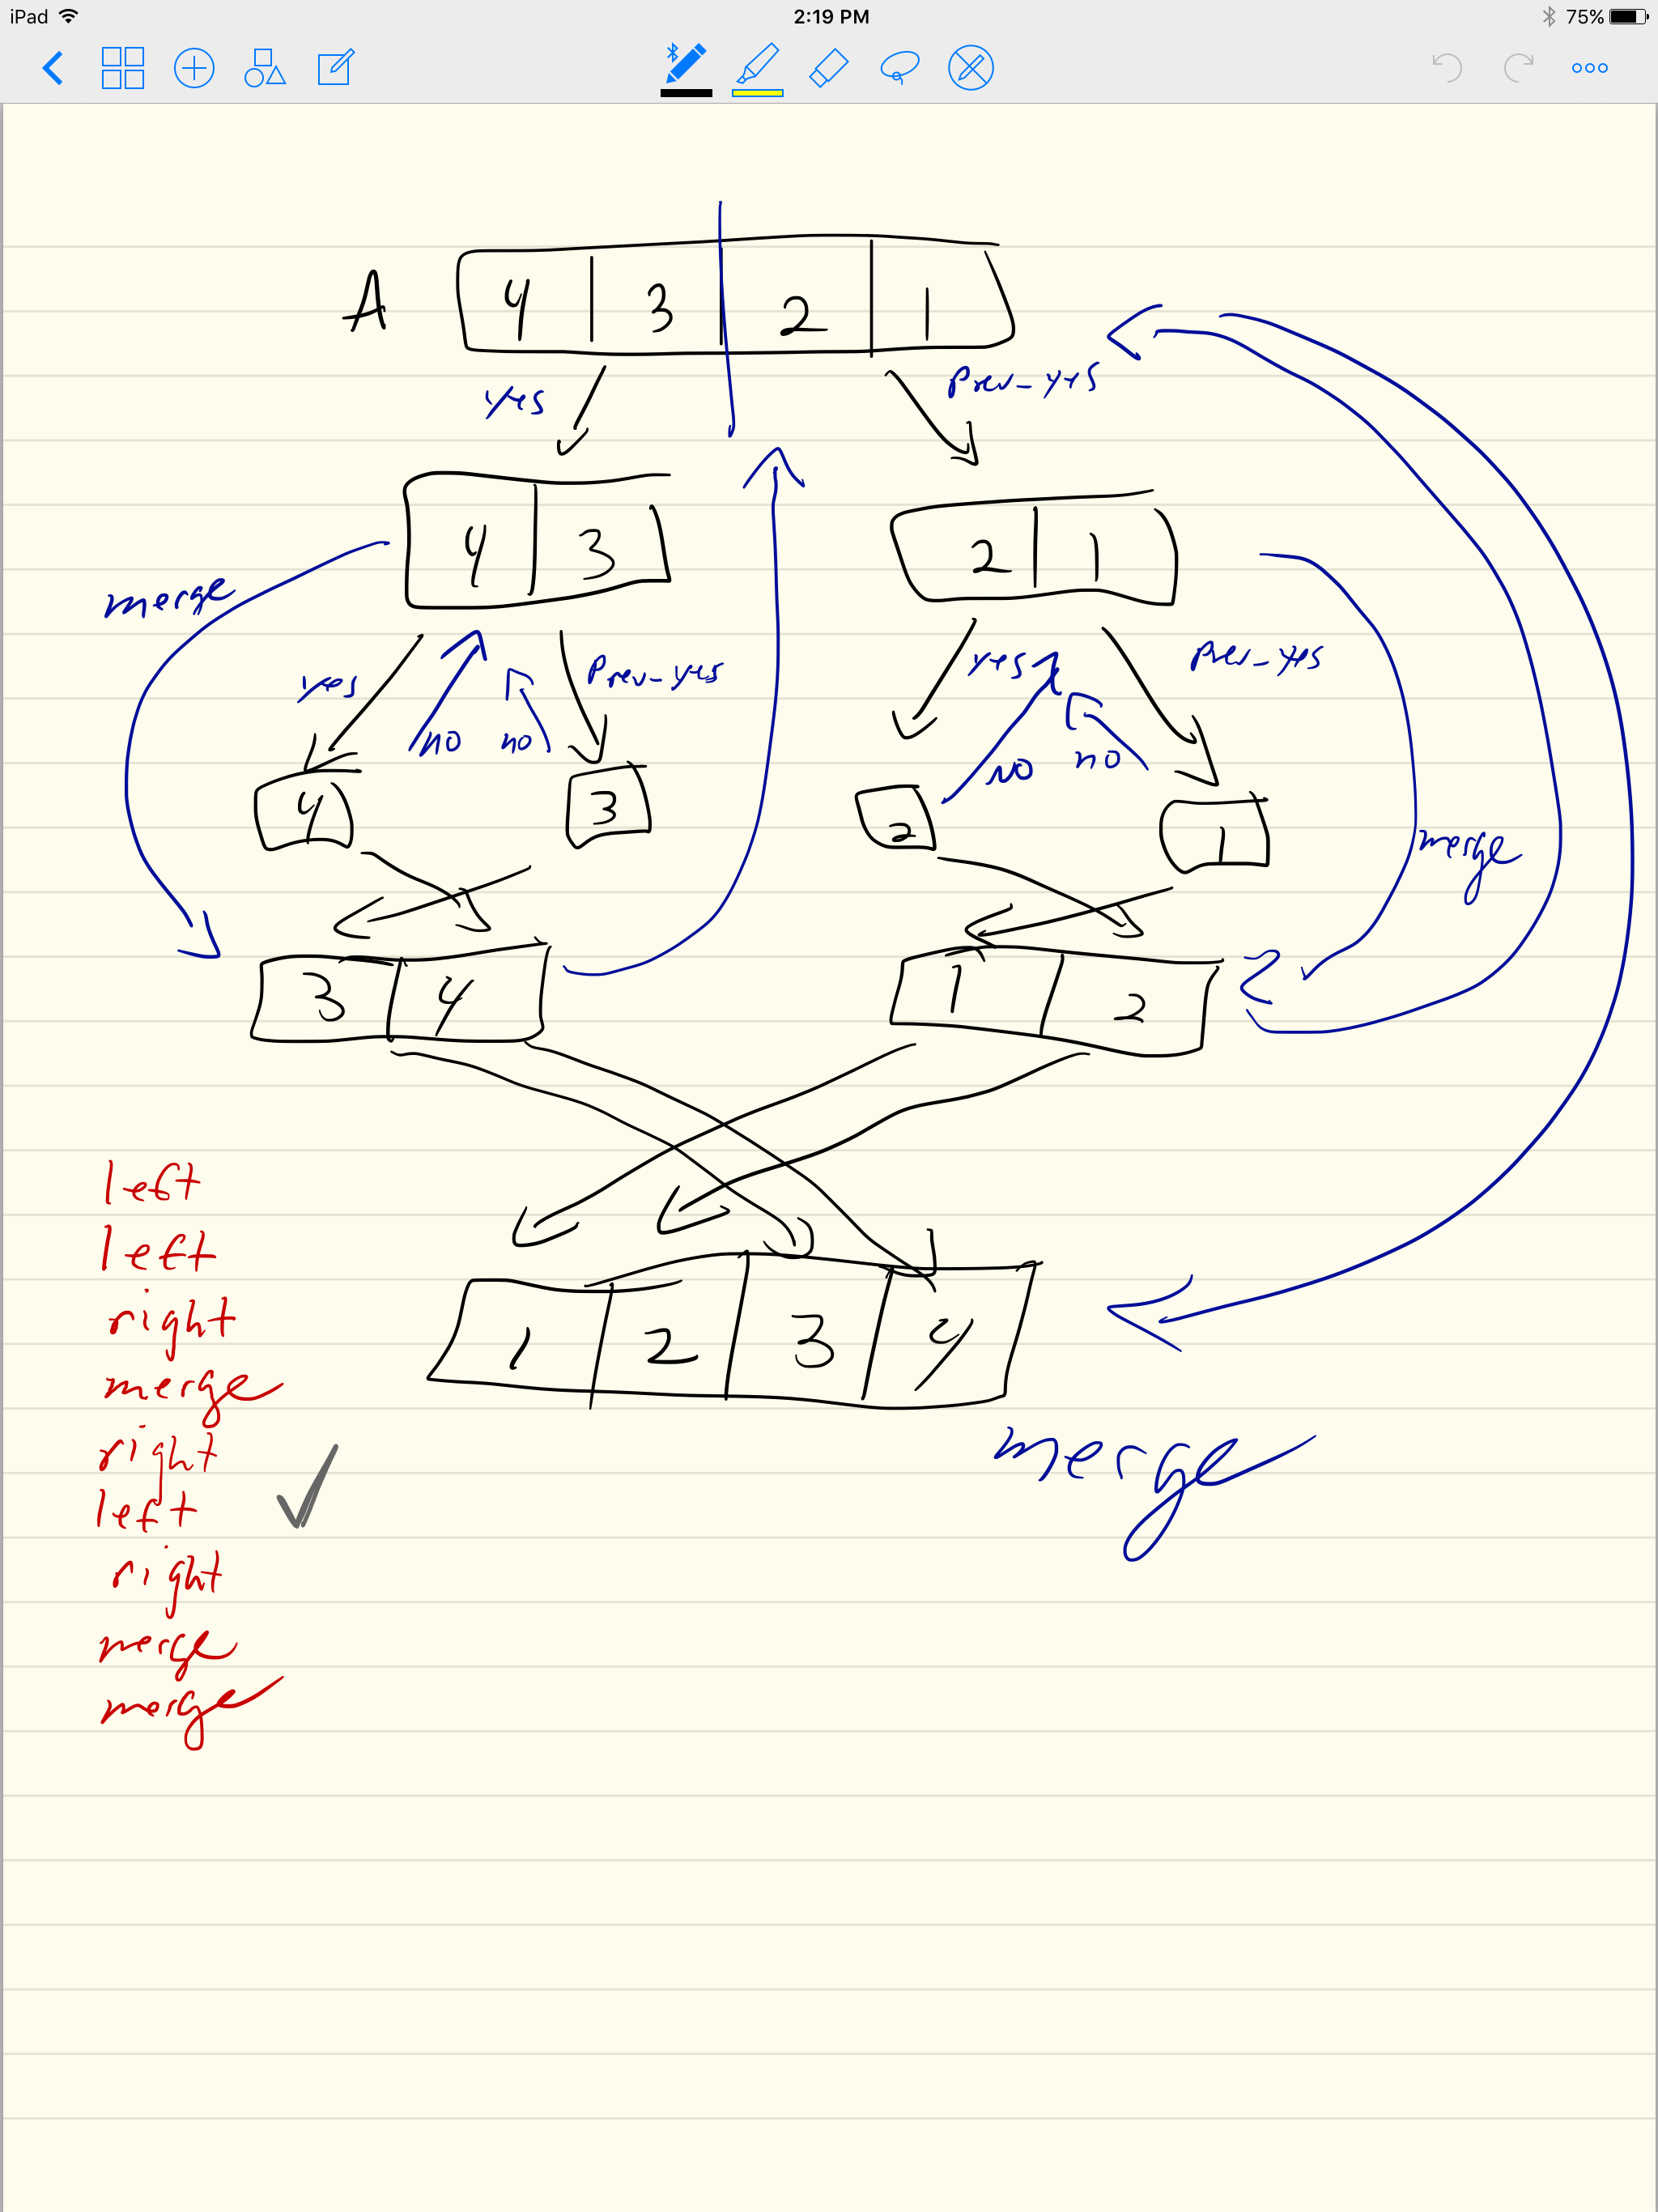 iPad 2:19 PM 75%
A 4 3 2 1
yes prev-yes
4 3 2 1
merge
yes no no Prev-yes yes NO no prev-yes
4 3 2 1
merge
3 4 1 2
left
left
right
merge
right
left
right
merge
merge
1 2 3 4
merge